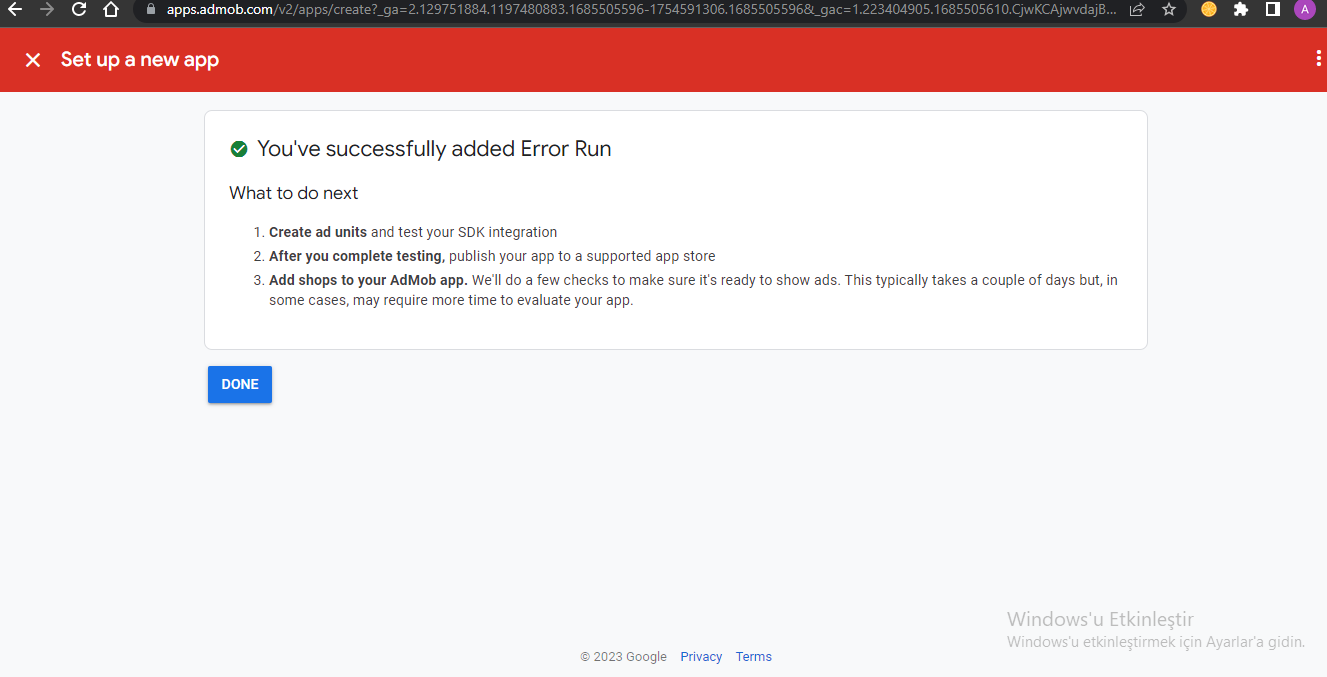 apps.admob.com/v2/apps/create?_ga=2.129751884.1197480883.1685505596-1754591306.1685505596&_gac=1.223404905.1685505610.CjwKCAjwvdajB...
A
Set up a new app
You've successfully added Error Run
What to do next
1. Create ad units and test your SDK integration
2. After you complete testing, publish your app to a supported app store
3. Add shops to your AdMob app. We'll do a few checks to make sure it's ready to show ads. This typically takes a couple of days but, in
some cases, may require more time to evaluate your app.
DONE
Windows'u Etkinleştir
Windows'u etkinleştirmek için Ayarlar'a gidin.
© 2023 Google Privacy Terms